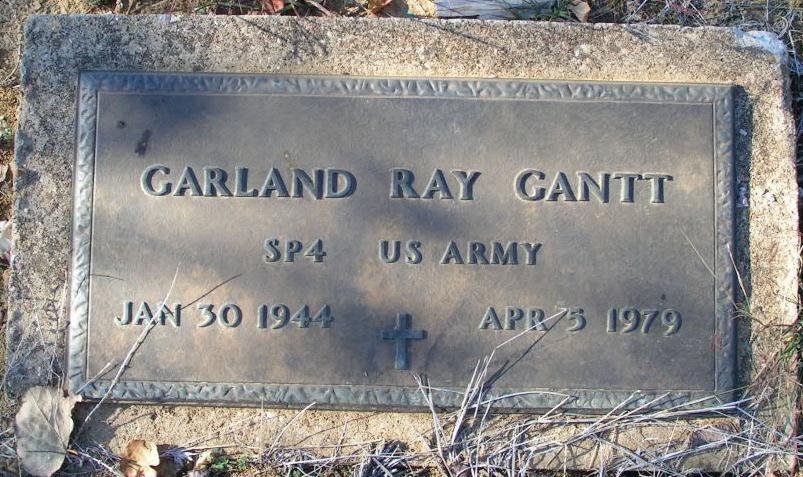 GARLAND RAY GANTT
SP4 US ARMY
JAN 30 1944 APR 5 1979